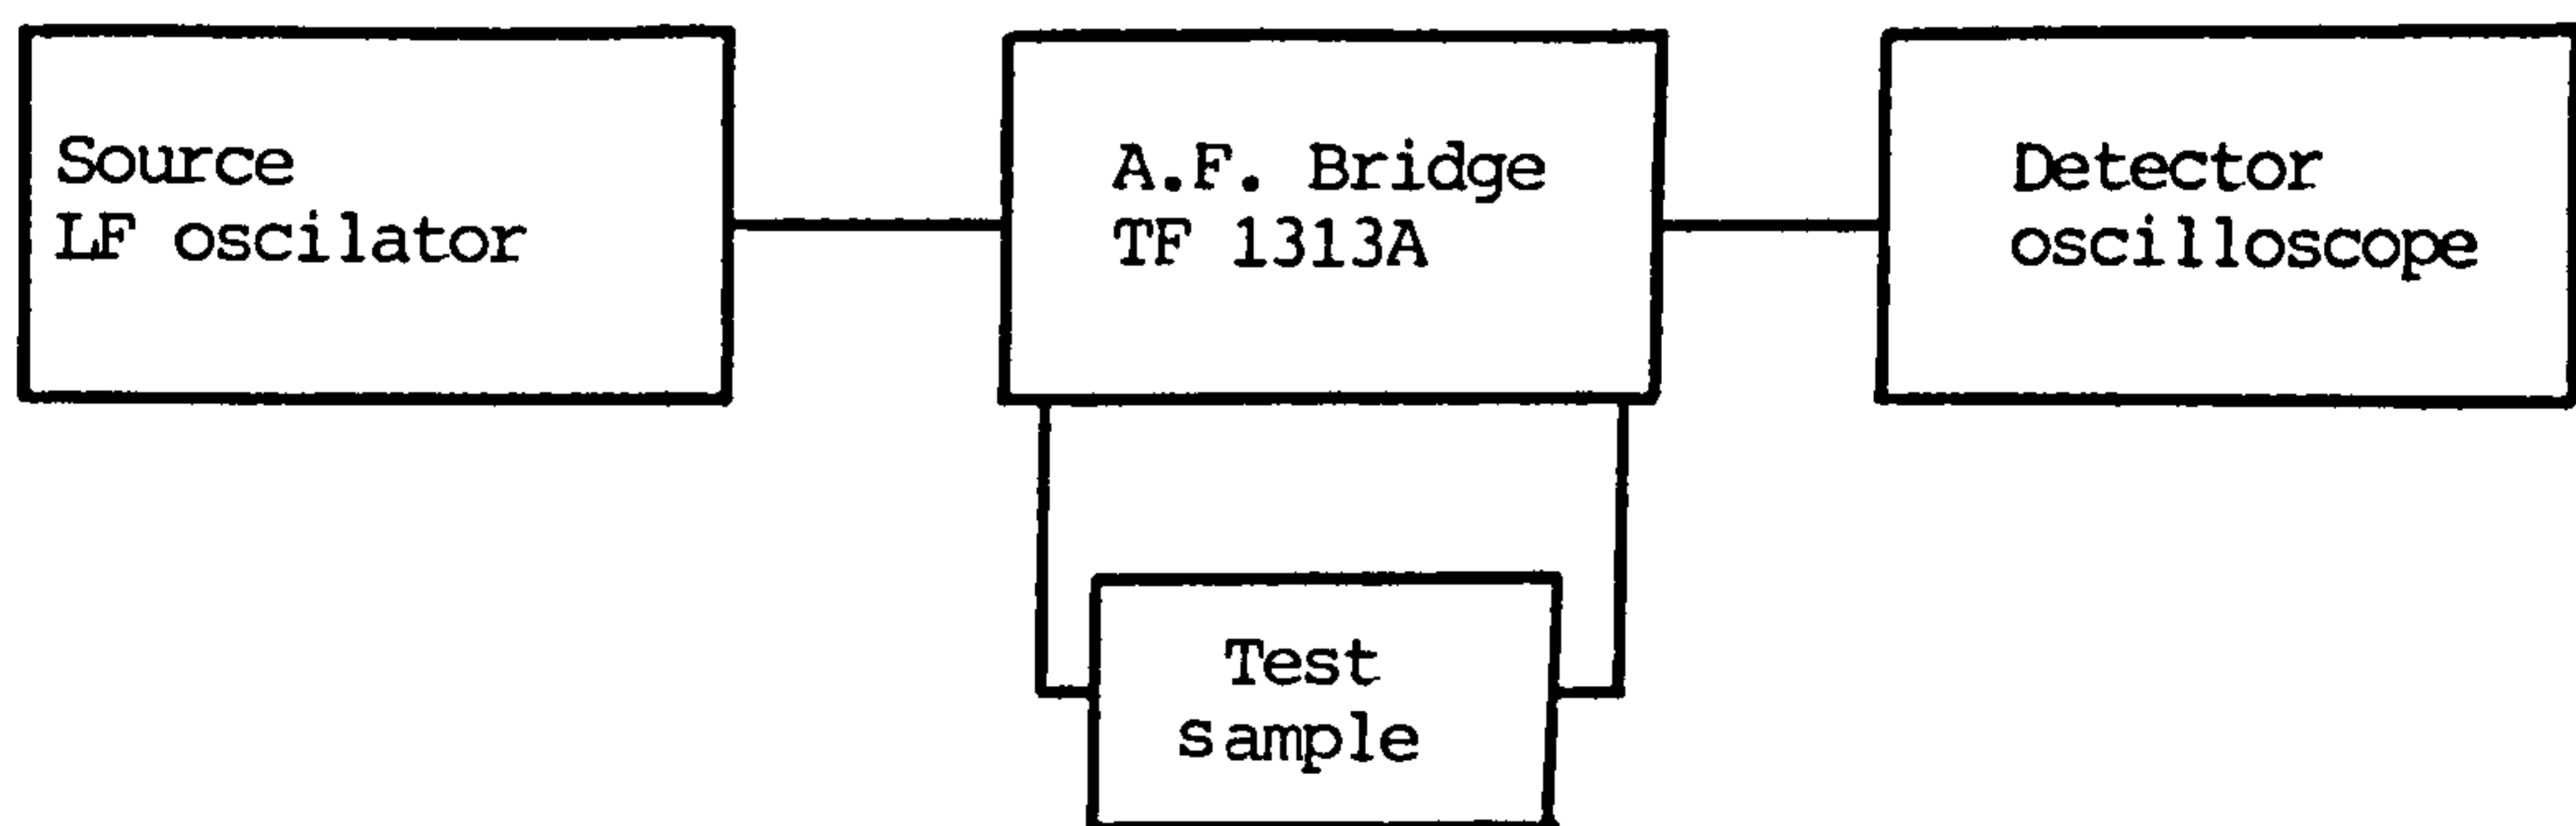 Source
LF oscilator
A.F. Bridge
TF 1313A
Detector
oscilloscope
Test
sample